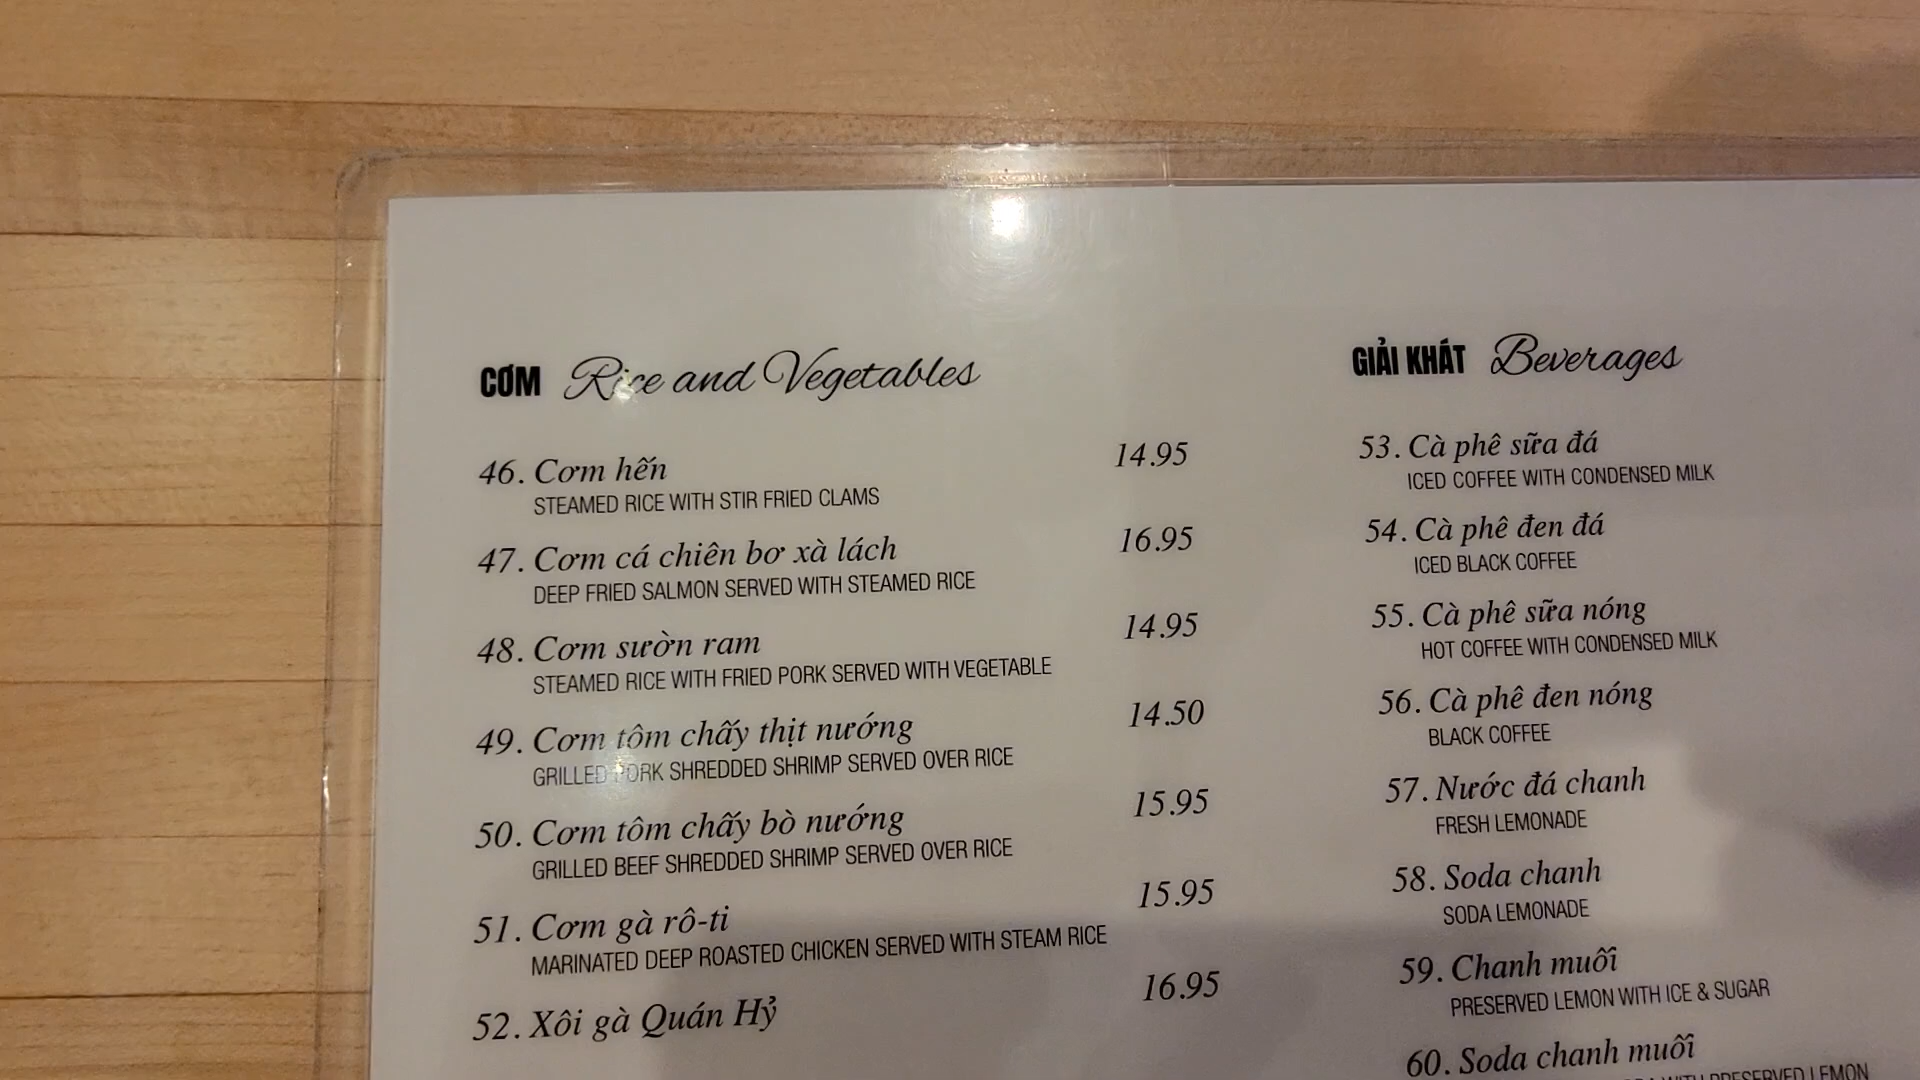 CƠM Rice and Vegetables
46. Cơm hến 14.95
STEAMED RICE WITH STIR FRIED CLAMS
47. Cơm cá chiên bơ xà lách 16.95
DEEP FRIED SALMON SERVED WITH STEAMED RICE
48. Cơm sườn ram 14.95
STEAMED RICE WITH FRIED PORK SERVED WITH VEGETABLE
49. Cơm tôm chấy thịt nướng 14.50
GRILLED PORK SHREDDED SHRIMP SERVED OVER RICE
50. Cơm tôm chấy bò nướng 15.95
GRILLED BEEF SHREDDED SHRIMP SERVED OVER RICE
51. Cơm gà rô-ti 15.95
MARINATED DEEP ROASTED CHICKEN SERVED WITH STEAM RICE
52. Xôi gà Quán Hỷ 16.95
GIẢI KHÁT Beverages
53. Cà phê sữa đá
ICED COFFEE WITH CONDENSED MILK
54. Cà phê đen đá
ICED BLACK COFFEE
55. Cà phê sữa nóng
HOT COFFEE WITH CONDENSED MILK
56. Cà phê đen nóng
BLACK COFFEE
57. Nước đá chanh
FRESH LEMONADE
58. Soda chanh
SODA LEMONADE
59. Chanh muối
PRESERVED LEMON WITH ICE & SUGAR
60. Soda chanh muối
WITH PRESERVED LEMON